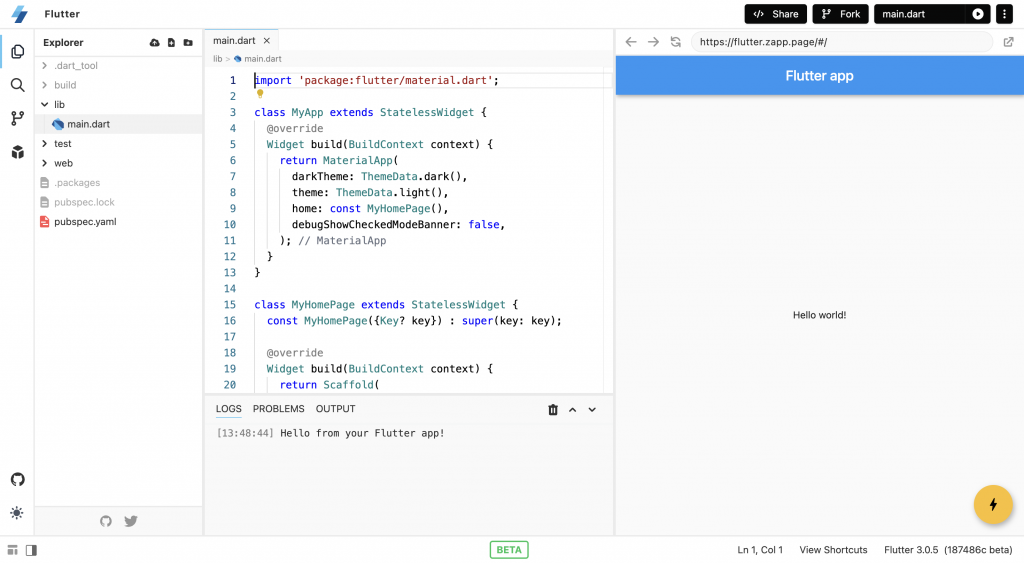 Flutter
Share
Fork
main.dart
Explorer
.dart_tool
build
lib
main.dart
test
web
.packages
pubspec.lock
pubspec.yaml
main.dart
lib > main.dart
1 import 'package:flutter/material.dart';
2
3 class MyApp extends StatelessWidget {
4 @override
5 Widget build(BuildContext context) {
6 return MaterialApp(
7 darkTheme: ThemeData.dark(),
8 theme: ThemeData.light(),
9 home: const MyHomePage(),
10 debugShowCheckedModeBanner: false,
11 ); // MaterialApp
12 }
13 }
14
15 class MyHomePage extends StatelessWidget {
16 const MyHomePage({Key? key}) : super(key: key);
17
18 @override
19 Widget build(BuildContext context) {
20 return Scaffold(
LOGS PROBLEMS OUTPUT
[13:48:44] Hello from your Flutter app!
https://flutter.zapp.page/#/
Flutter app
Hello world!
BETA
Ln 1, Col 1
View Shortcuts
Flutter 3.0.5 (187486c beta)